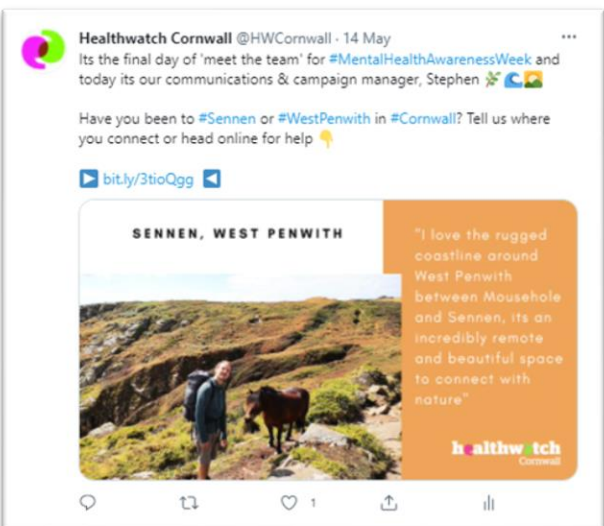 Healthwatch Cornwall @HWCornwall · 14 May
Its the final day of 'meet the team' for #MentalHealthAwarenessWeek and
today its our communications & campaign manager, Stephen 🌿🌊🌄
Have you been to #Sennen or #WestPenwith in #Cornwall? Tell us where
you connect or head online for help 👇
▶️ bit.ly/3tioQgg ◀️
SENNEN, WEST PENWITH
"I love the rugged
coastline around
West Penwith
between Mousehole
and Sennen, its an
incredibly remote
and beautiful space
to connect with
nature"
healthwatch
Cornwall
1